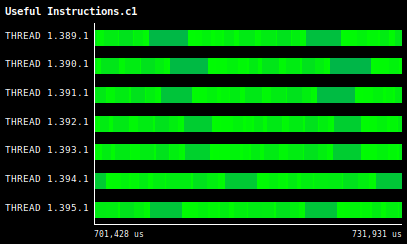 Useful Instructions.c1
THREAD 1.389.1
THREAD 1.390.1
THREAD 1.391.1
THREAD 1.392.1
THREAD 1.393.1
THREAD 1.394.1
THREAD 1.395.1
701,428 us 731,931 us